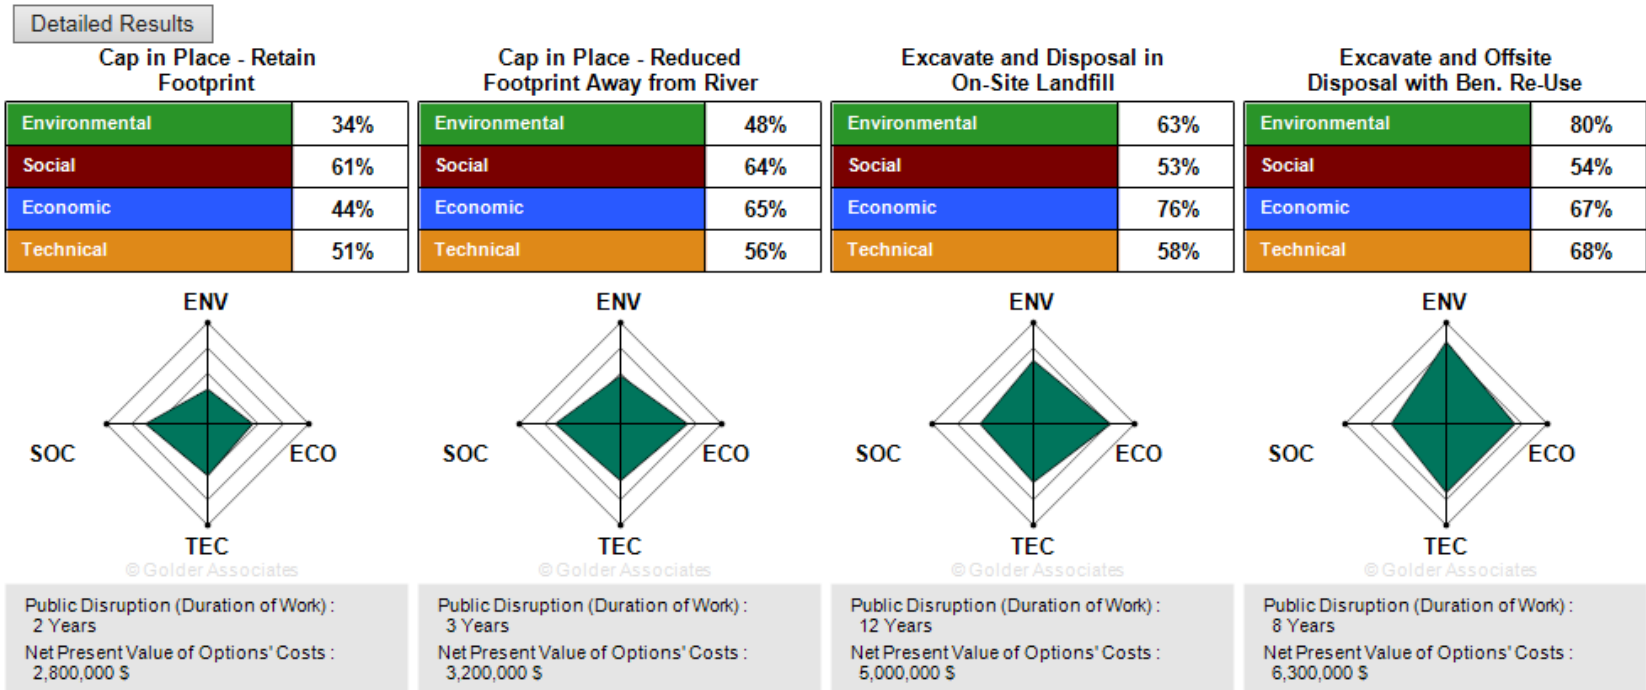 Detailed Results
Cap in Place - Retain
Footprint
Environmental 34%
Social 61%
Economic 44%
Technical 51%
ENV
SOC
ECO
TEC
© Golder Associates
Public Disruption (Duration of Work) :
2 Years
Net Present Value of Options' Costs :
2,800,000 $
Cap in Place - Reduced
Footprint Away from River
Environmental 48%
Social 64%
Economic 65%
Technical 56%
ENV
SOC
ECO
TEC
© Golder Associates
Public Disruption (Duration of Work) :
3 Years
Net Present Value of Options' Costs :
3,200,000 $
Excavate and Disposal in
On-Site Landfill
Environmental 63%
Social 53%
Economic 76%
Technical 58%
ENV
SOC
ECO
TEC
© Golder Associates
Public Disruption (Duration of Work) :
12 Years
Net Present Value of Options' Costs :
5,000,000 $
Excavate and Offsite
Disposal with Ben. Re-Use
Environmental 80%
Social 54%
Economic 67%
Technical 68%
ENV
SOC
ECO
TEC
© Golder Associates
Public Disruption (Duration of Work) :
8 Years
Net Present Value of Options' Costs :
6,300,000 $